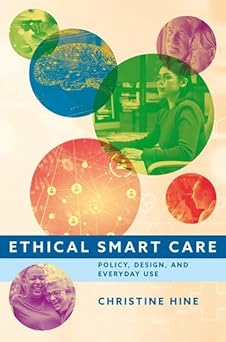 ETHICAL SMART CARE
POLICY, DESIGN, AND
EVERYDAY USE
CHRISTINE HINE